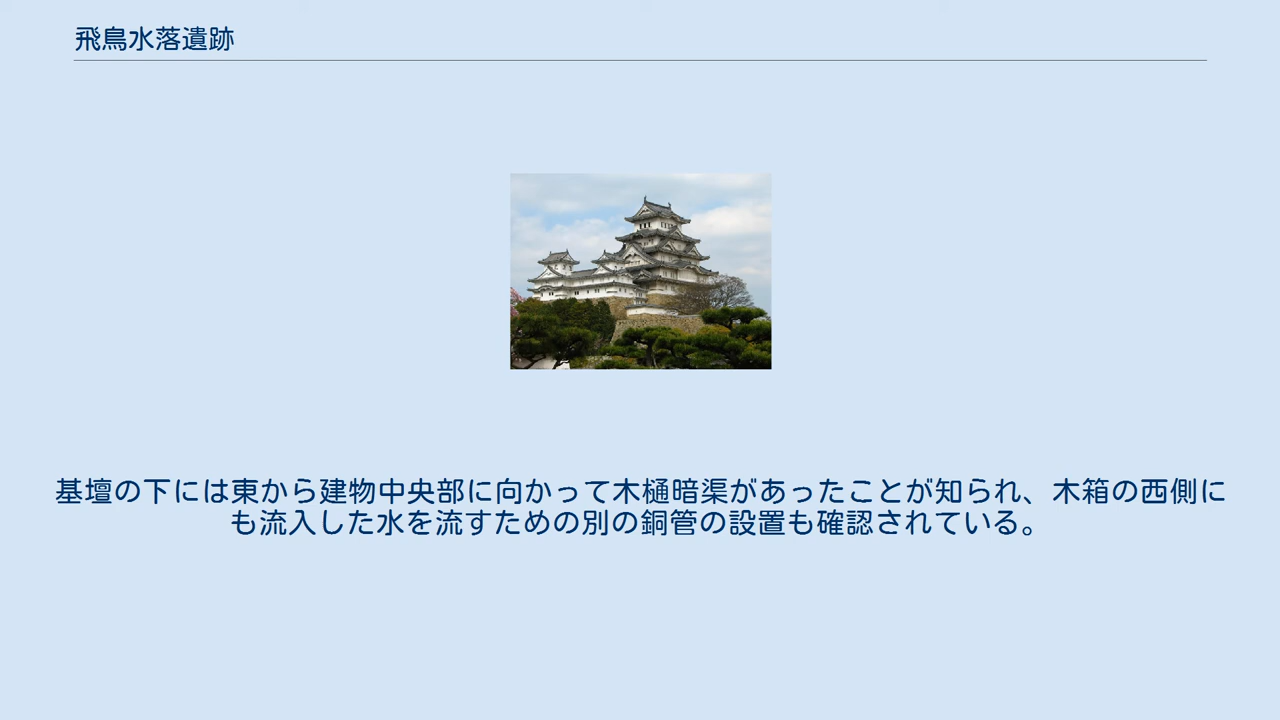 飛鳥水落遺跡
基壇の下には東から建物中央部に向かって木樋暗渠があったことが知られ、木箱の西側に
も流入した水を流すための別の銅管の設置も確認されている。